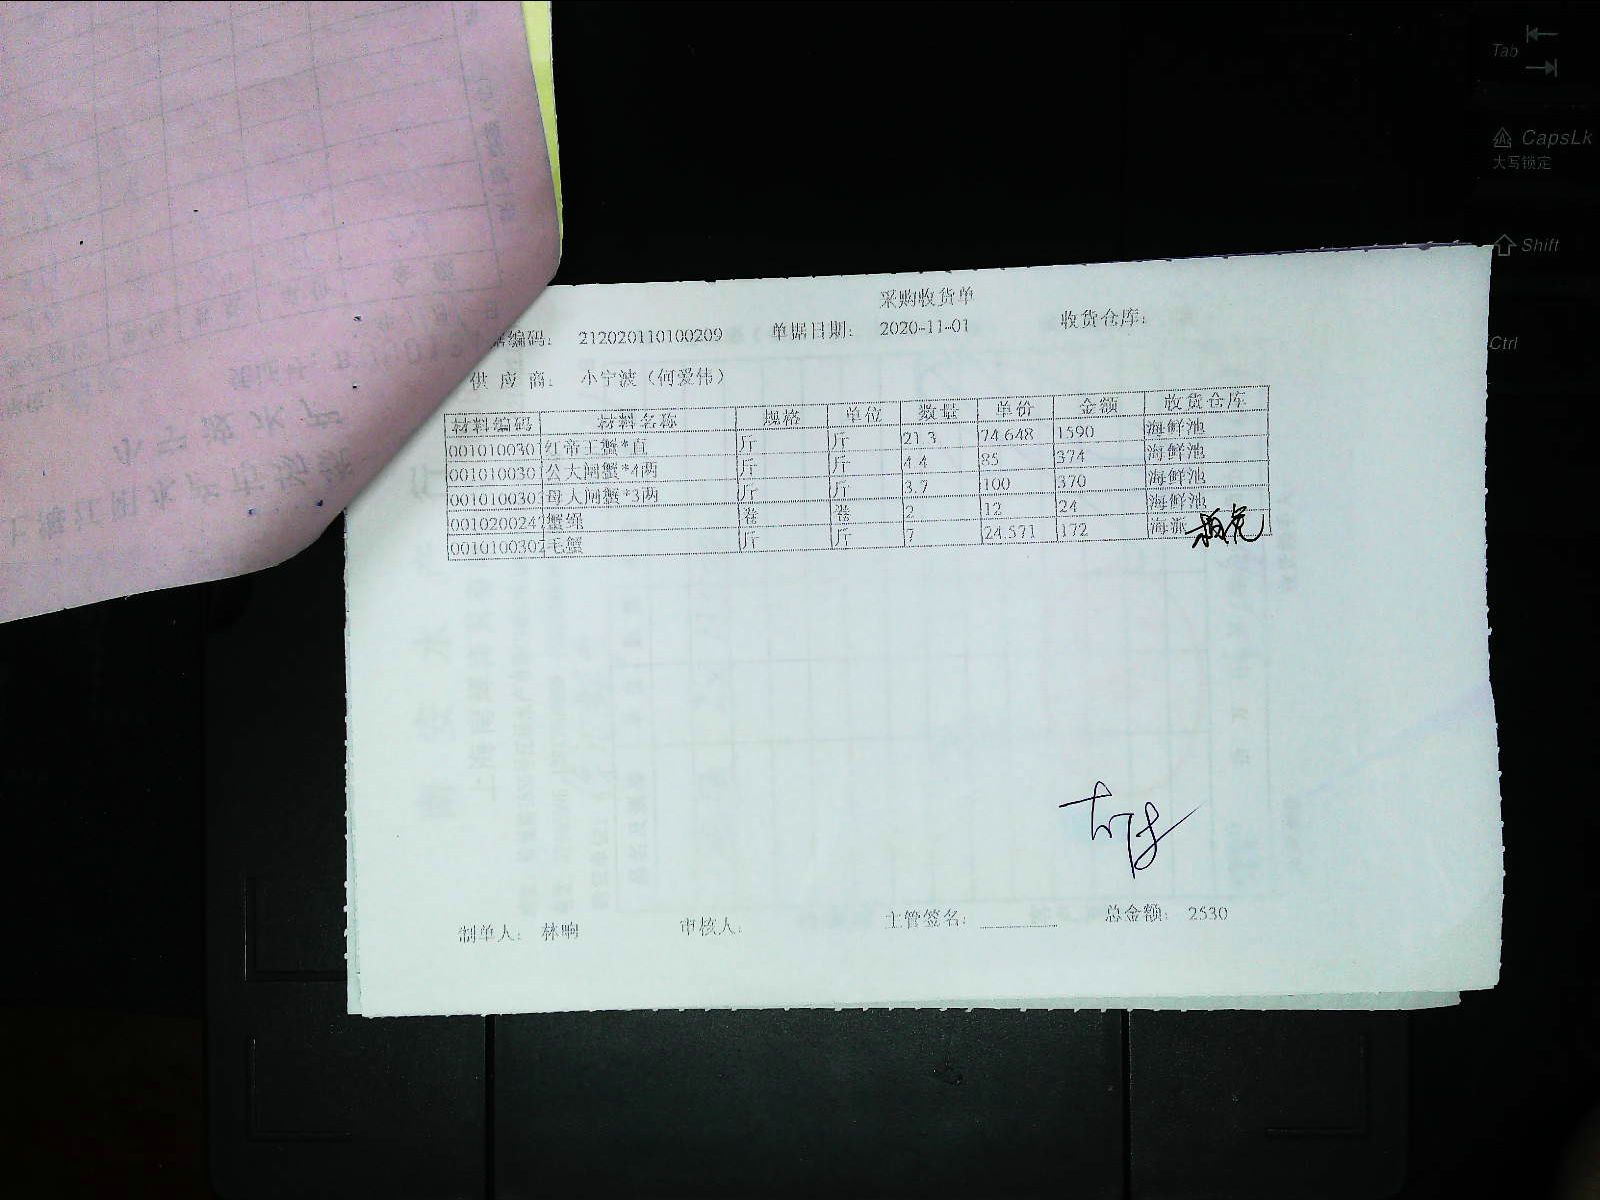 采购收货单
据编码: 212020110100209 单据日期: 2020-11-01 收货仓库:
供应商: 小宁波(何爱伟)
材料编码 材料名称 规格 单位 数量 单价 金额 收货仓库
001010030 红帝王蟹*直 斤 斤 21.3 74.648 1590 海鲜池
001010030 公大闸蟹*4两 斤 斤 4.4 85 374 海鲜池
001010030 母大闸蟹*3两 斤 斤 3.7 100 370 海鲜池
001020024 蟹绳 卷 卷 2 12 24 海鲜池
001010030 毛蟹 斤 斤 7 24.571 172 海
制单人: 林响 审核人: 主管签名: 总金额: 2530
Tab
CapsLk
大写锁定
Shift
Ctrl